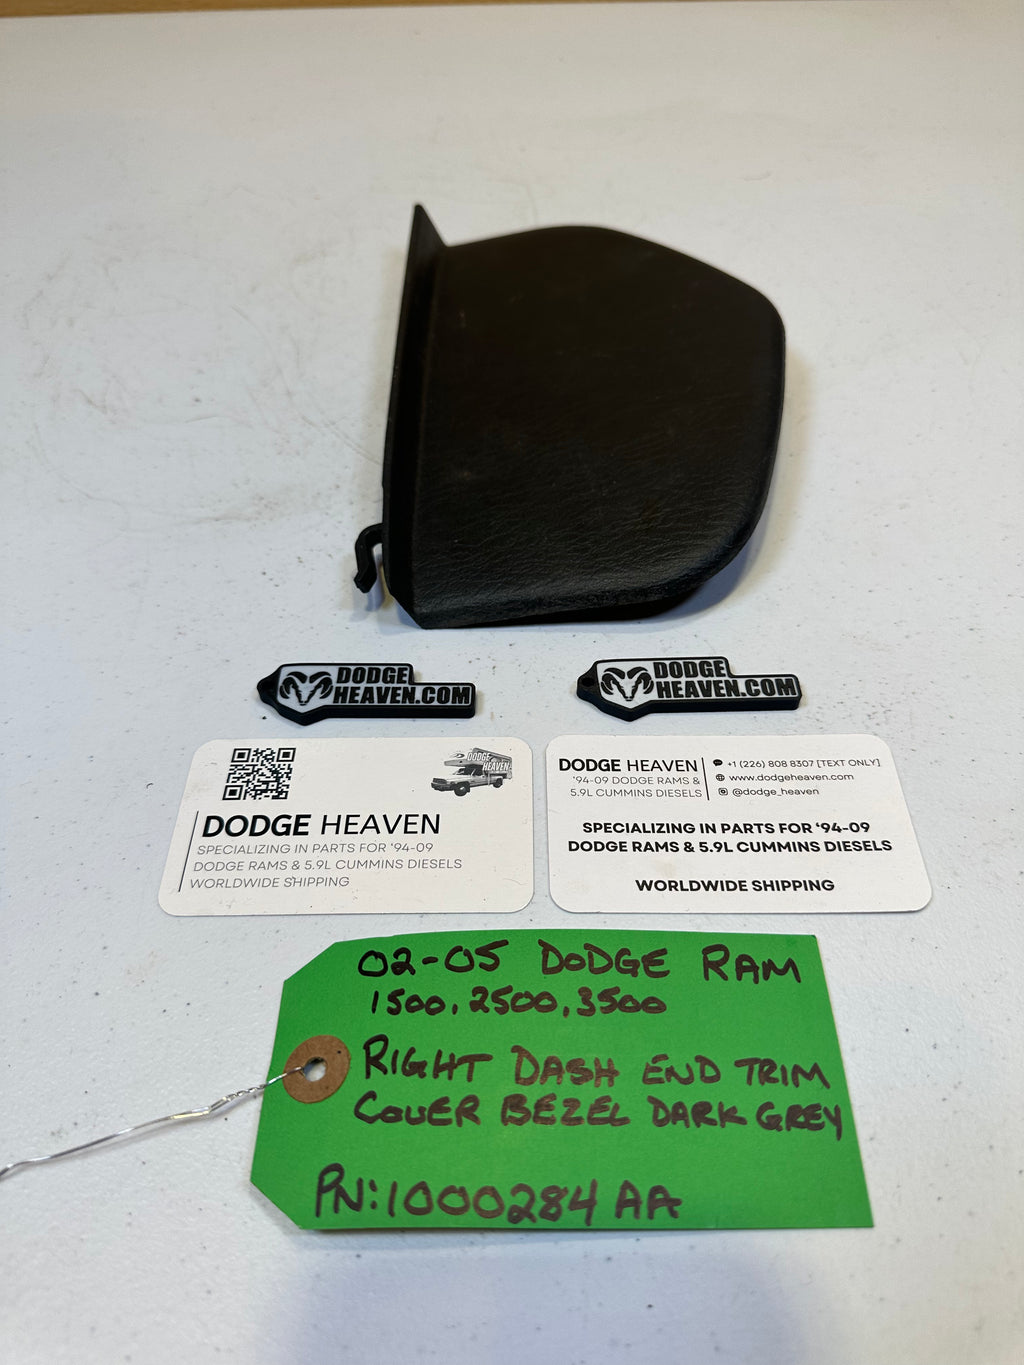 DODGE
HEAVEN.COM
DODGE
HEAVEN.COM
DODGE
HEAVEN
DODGE HEAVEN
SPECIALIZING IN PARTS FOR '94-09
DODGE RAMS & 5.9L CUMMINS DIESELS
WORLDWIDE SHIPPING
DODGE HEAVEN
'94-09 DODGE RAMS &
5.9L CUMMINS DIESELS
+1 (226) 808 8307 [TEXT ONLY]
www.dodgeheaven.com
@dodge_heaven
SPECIALIZING IN PARTS FOR '94-09
DODGE RAMS & 5.9L CUMMINS DIESELS
WORLDWIDE SHIPPING
02-05 DODGE RAM
1500, 2500, 3500
RIGHT DASH END TRIM
COVER BEZEL DARK GREY
PN: 1000284 AA